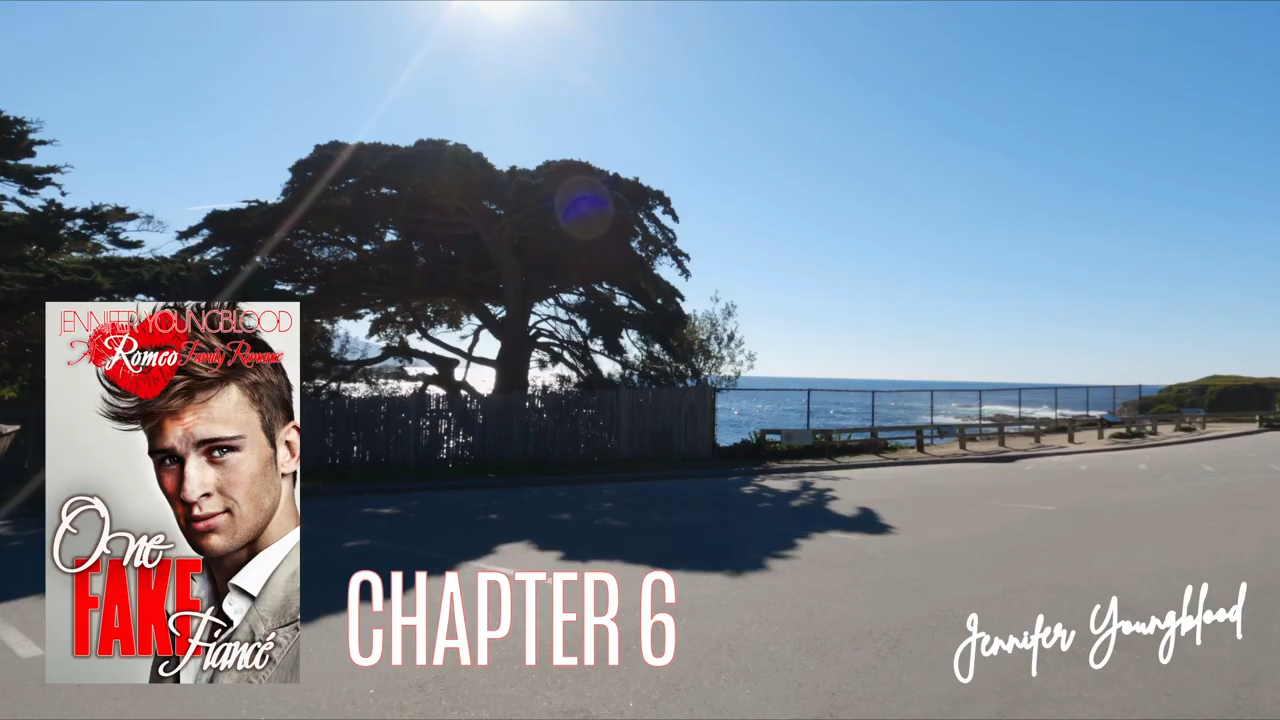 JENNIFER YOUNGBLOOD
A Romeo Family Romance
One
FAKE
Fiancé
CHAPTER 6
Jennifer Youngblood